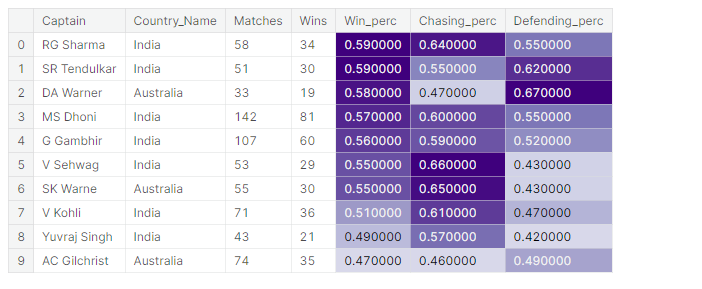 Captain Country_Name Matches Wins Win_perc Chasing_perc Defending_perc
0 RG Sharma India 58 34 0.590000 0.640000 0.550000
1 SR Tendulkar India 51 30 0.590000 0.550000 0.620000
2 DA Warner Australia 33 19 0.580000 0.470000 0.670000
3 MS Dhoni India 142 81 0.570000 0.600000 0.550000
4 G Gambhir India 107 60 0.560000 0.590000 0.520000
5 V Sehwag India 53 29 0.550000 0.660000 0.430000
6 SK Warne Australia 55 30 0.550000 0.650000 0.430000
7 V Kohli India 71 36 0.510000 0.610000 0.470000
8 Yuvraj Singh India 43 21 0.490000 0.570000 0.420000
9 AC Gilchrist Australia 74 35 0.470000 0.460000 0.490000